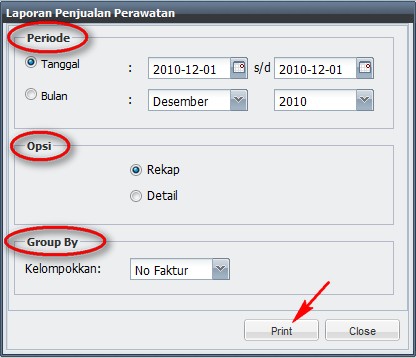 Laporan Penjualan Perawatan
Periode
Tanggal : 2010-12-01 s/d 2010-12-01
Bulan : Desember 2010
Opsi
Rekap
Detail
Group By
Kelompokkan: No Faktur
Print Close